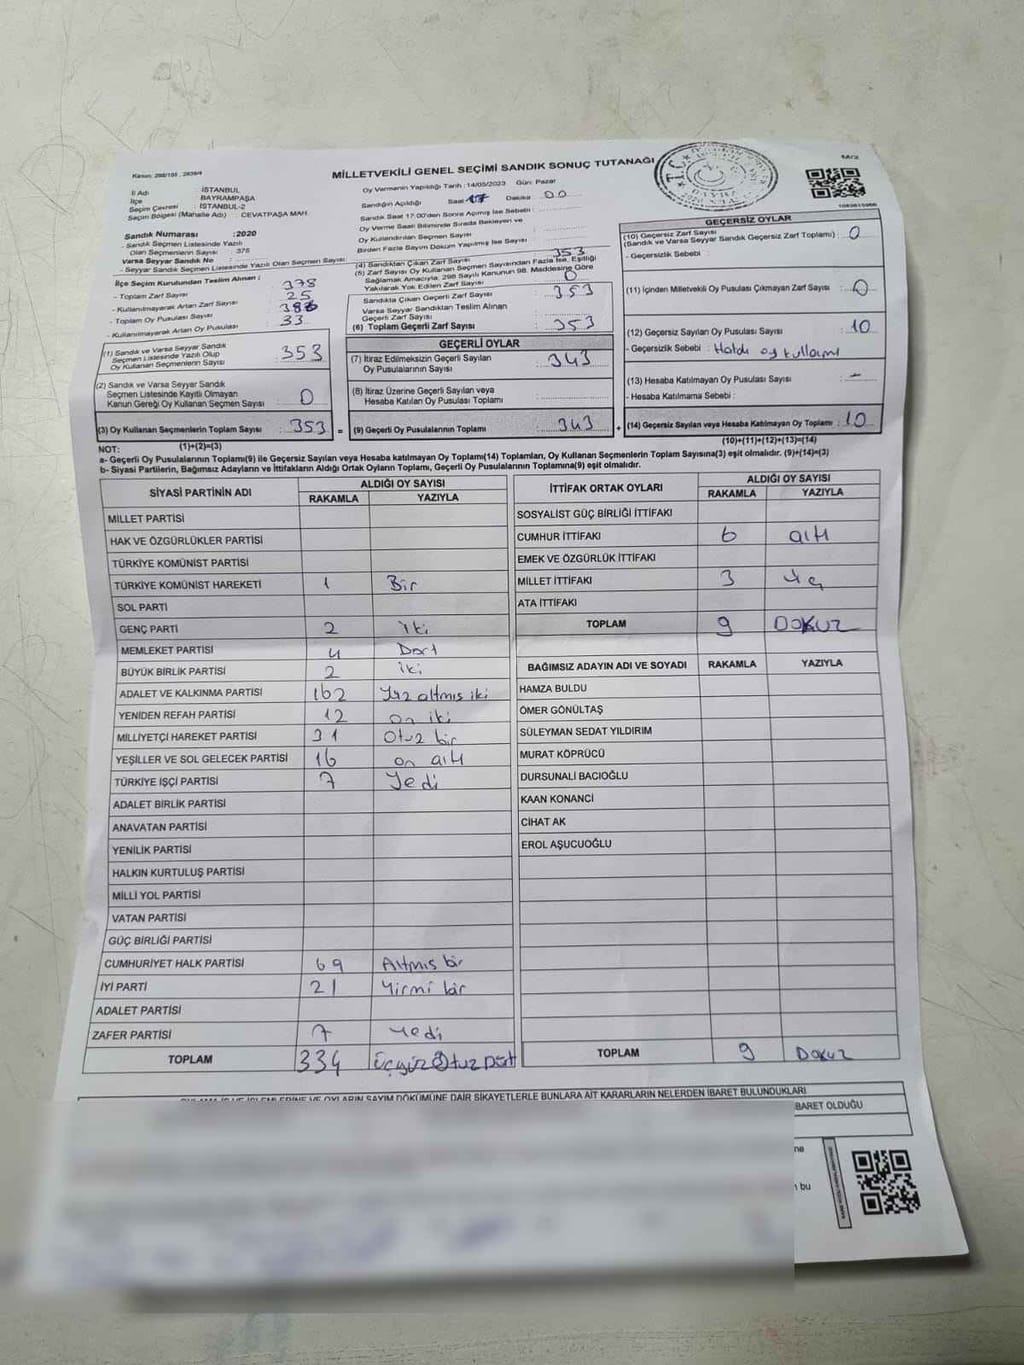 MİLLETVEKİLİ GENEL SEÇİMİ SANDIK SONUÇ TUTANAĞI
İl Adı : İSTANBUL
İlçe : BAYRAMPAŞA
Seçim Çevresi : İSTANBUL-2
Seçim Bölgesi (Mahalle Adı) : CEVATPAŞA MAH.
Sandık Numarası :2020
- Sandık Seçmen Listesinde Yazılı
Olan Seçmenlerin Sayısı : 376
Varsa Seyyar Sandık No :
- Seyyar Sandık Seçmen Listesinde Yazılı Olan Seçmen Sayısı :
İlçe Seçim Kurulundan Teslim Alınan :
- Toplam Zarf Sayısı 378
- Kullanılmayarak Artan Zarf Sayısı 25
- Toplam Oy Pusulası Sayısı
- Kullanılmayarak Artan Oy Pusulası 33
(1) Sandık ve Varsa Seyyar Sandık
Seçmen Listesinde Yazılı Olup
Oy Kullanan Seçmenlerin Sayısı : 353
(2) Sandık ve Varsa Seyyar Sandık
Seçmen Listesinde Kayıtlı Olmayan
Kanun Gereği Oy Kullanan Seçmen Sayısı : 0
(3) Oy Kullanan Seçmenlerin Toplam Sayısı : 353
Oy Vermenin Yapıldığı Tarih :14/05/2023 Gün: Pazar
Sandığın Açıldığı Saat 17 Dakika 00
Sandık Saat 17:00'den Sonra Açmış İse Sebebi :
Oy Verme Saati Bitiminde Sırada Bekleyen ve
Oy Kullandırılan Seçmen Sayısı
Birden Fazla Sayım Döküm Yapılmış İse Sayısı :
(4) Sandıktan Çıkan Zarf Sayısı 353
(5) Zarf Sayısı Oy Kullanan Seçmen Sayısından Fazla İse, Eşitliği
Sağlamak Amacıyla, 298 Sayılı Kanunun 98. Maddesine Göre
Yakılarak Yok Edilen Zarf Sayısı : 0
Sandıkta Çıkan Geçerli Zarf Sayısı : 353
Varsa Seyyar Sandıktan Teslim Alınan
Geçerli Zarf Sayısı
(6) Toplam Geçerli Zarf Sayısı : 353
GEÇERLİ OYLAR
(7) İtiraz Edilmeksizin Geçerli Sayılan
Oy Pusulalarının Sayısı : 343
(8) İtiraz Üzerine Geçerli Sayılan veya
Hesaba Katılan Oy Pusulası Toplamı
= (9) Geçerli Oy Pusulalarının Toplamı : 343
GEÇERSİZ OYLAR
(10) Geçersiz Zarf Sayısı
(Sandık ve Varsa Seyyar Sandık Geçersiz Zarf Toplamı) : 0
- Geçersizlik Sebebi :
(11) İçinden Milletvekili Oy Pusulası Çıkmayan Zarf Sayısı : 0
(12) Geçersiz Sayılan Oy Pusulası Sayısı : 10
- Geçersizlik Sebebi : Hatalı oy kullanımı
(13) Hesaba Katılmayan Oy Pusulası Sayısı : -
- Hesaba Katılmama Sebebi :
+ (14) Geçersiz Sayılan veya Hesaba Katılmayan Oy Toplamı : 10
NOT: (1)+(2)=(3) (10)+(11)+(12)+(13)=(14)
a- Geçerli Oy Pusulalarının Toplamı(9) ile Geçersiz Sayılan veya Hesaba katılmayan Oy Toplamı(14) Toplamları, Oy Kullanan Seçmenlerin Toplam Sayısına(3) eşit olmalıdır. (9)+(14)=(3)
b- Siyasi Partilerin, Bağımsız Adayların ve İttifakların Aldığı Ortak Oyların Toplamı, Geçerli Oy Pusulalarının Toplamına(9) eşit olmalıdır.
SİYASİ PARTİNİN ADI ALDIĞI OY SAYISI
RAKAMLA YAZIYLA
MİLLET PARTİSİ
HAK VE ÖZGÜRLÜKLER PARTİSİ
TÜRKİYE KOMÜNİST PARTİSİ
TÜRKİYE KOMÜNİST HAREKETİ 1 Bir
SOL PARTİ
GENÇ PARTİ 2 İki
MEMLEKET PARTİSİ 4 Dört
BÜYÜK BİRLİK PARTİSİ 2 İki
ADALET VE KALKINMA PARTİSİ 162 Yüz altmış iki
YENİDEN REFAH PARTİSİ 12 on iki
MİLLİYETÇİ HAREKET PARTİSİ 31 Otuz bir
YEŞİLLER VE SOL GELECEK PARTİSİ 16 on altı
TÜRKİYE İŞÇİ PARTİSİ 7 Yedi
ADALET BİRLİK PARTİSİ
ANAVATAN PARTİSİ
YENİLİK PARTİSİ
HALKIN KURTULUŞ PARTİSİ
MİLLİ YOL PARTİSİ
VATAN PARTİSİ
GÜÇ BİRLİĞİ PARTİSİ
CUMHURİYET HALK PARTİSİ 69 Altmış bir
İYİ PARTİ 21 Yirmi bir
ADALET PARTİSİ
ZAFER PARTİSİ 7 Yedi
TOPLAM 334 Üçyüz Otuz Dört
İTTİFAK ORTAK OYLARI ALDIĞI OY SAYISI
RAKAMLA YAZIYLA
SOSYALİST GÜÇ BİRLİĞİ İTTİFAKI
CUMHUR İTTİFAKI 6 altı
EMEK VE ÖZGÜRLÜK İTTİFAKI
MİLLET İTTİFAKI 3 Üç
ATA İTTİFAKI
TOPLAM 9 DOKUZ
BAĞIMSIZ ADAYIN ADI VE SOYADI RAKAMLA YAZIYLA
HAMZA BULDU
ÖMER GÖNÜLTAŞ
SÜLEYMAN SEDAT YILDIRIM
MURAT KÖPRÜCÜ
DURSUNALİ BACIOĞLU
KAAN KONANCİ
CİHAT AK
EROL AŞUCUOĞLU
TOPLAM 9 Dokuz
DAİR ŞİKAYETLERLE BUNLARA AİT KARARLARIN NELERDEN İBARET BULUNDUKLARI
BARET OLDUĞU
ne
bu